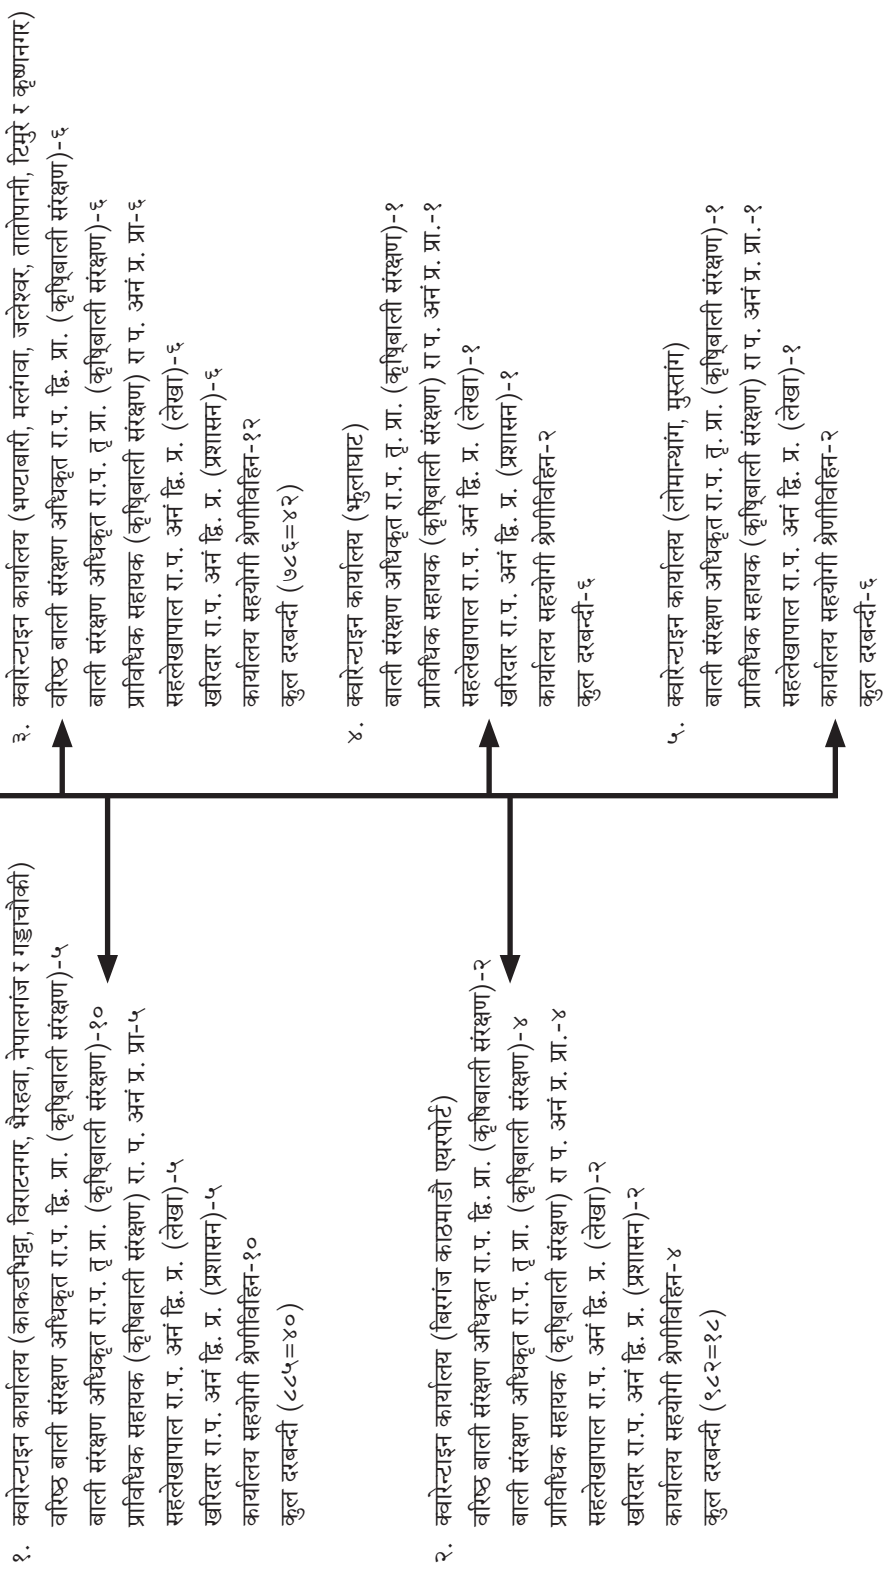 १. क्वारेन्टाइन कार्यालय (काकडभिट्टा, विराटनगर, भैरहवा, नेपालगंज र गड्डाचौकी)
वरिष्ठ बाली संरक्षण अधिकृत रा.प. द्वि. प्रा. (कृषिबाली संरक्षण)-५
बाली संरक्षण अधिकृत रा.प. तृ प्रा. (कृषिबाली संरक्षण)-१०
प्राविधिक सहायक (कृषिबाली संरक्षण) रा. प. अनं प्र. प्रा-५
सहलेखापाल रा.प. अनं द्वि. प्र. (लेखा)-५
खरिदार रा.प. अनं द्वि. प्र. (प्रशासन)-५
कार्यालय सहयोगी श्रेणीविहिन-१०
कुल दरबन्दी (८८५=४०)
२. क्वारेन्टाइन कार्यालय (बिरगंज काठमाडौ एयरपोर्ट)
वरिष्ठ बाली संरक्षण अधिकृत रा.प. द्वि. प्रा. (कृषिबाली संरक्षण)-२
बाली संरक्षण अधिकृत रा.प. तृ प्रा. (कृषिबाली संरक्षण)-४
प्राविधिक सहायक (कृषिबाली संरक्षण) रा प. अनं प्र. प्रा.-४
सहलेखापाल रा.प. अनं द्वि. प्र. (लेखा)-२
खरिदार रा.प. अनं द्वि. प्र. (प्रशासन)-२
कार्यालय सहयोगी श्रेणीविहिन-४
कुल दरबन्दी (९८२=१८)
३. क्वारेन्टाइन कार्यालय (भण्टाबारी, मलंगवा, जलेश्वर, तातोपानी, टिमुरे र कृष्णनगर)
वरिष्ठ बाली संरक्षण अधिकृत रा.प. द्वि. प्रा. (कृषिबाली संरक्षण)-६
बाली संरक्षण अधिकृत रा.प. तृ प्रा. (कृषिबाली संरक्षण)-६
प्राविधिक सहायक (कृषिबाली संरक्षण) रा प. अनं प्र. प्रा-६
सहलेखापाल रा.प. अनं द्वि. प्र. (लेखा)-६
खरिदार रा.प. अनं द्वि. प्र. (प्रशासन)-६
कार्यालय सहयोगी श्रेणीविहिन-१२
कुल दरबन्दी (७८६=४२)
४. क्वारेन्टाइन कार्यालय (झुलाघाट)
बाली संरक्षण अधिकृत रा.प. तृ. प्रा. (कृषिबाली संरक्षण)-१
प्राविधिक सहायक (कृषिबाली संरक्षण) रा प. अनं प्र. प्रा.-१
सहलेखापाल रा.प. अनं द्वि. प्र. (लेखा)-१
खरिदार रा.प. अनं द्वि. प्र. (प्रशासन)-१
कार्यालय सहयोगी श्रेणीविहिन-२
कुल दरबन्दी-६
५. क्वारेन्टाइन कार्यालय (लोमान्थांग, मुस्तांग)
बाली संरक्षण अधिकृत रा.प. तृ. प्रा. (कृषिबाली संरक्षण)-१
प्राविधिक सहायक (कृषिबाली संरक्षण) रा प. अनं प्र. प्रा.-१
सहलेखापाल रा.प. अनं द्वि. प्र. (लेखा)-१
कार्यालय सहयोगी श्रेणीविहिन-२
कुल दरबन्दी-६